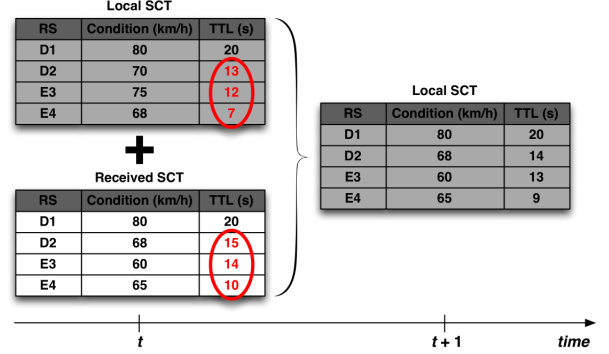 Local SCT
RS Condition (km/h) TTL (s)
D1 80 20
D2 70 13
E3 75 12
E4 68 7
+
Received SCT
RS Condition (km/h) TTL (s)
D1 80 20
D2 68 15
E3 60 14
E4 65 10
Local SCT
RS Condition (km/h) TTL (s)
D1 80 20
D2 68 14
E3 60 13
E4 65 9
t t + 1 time